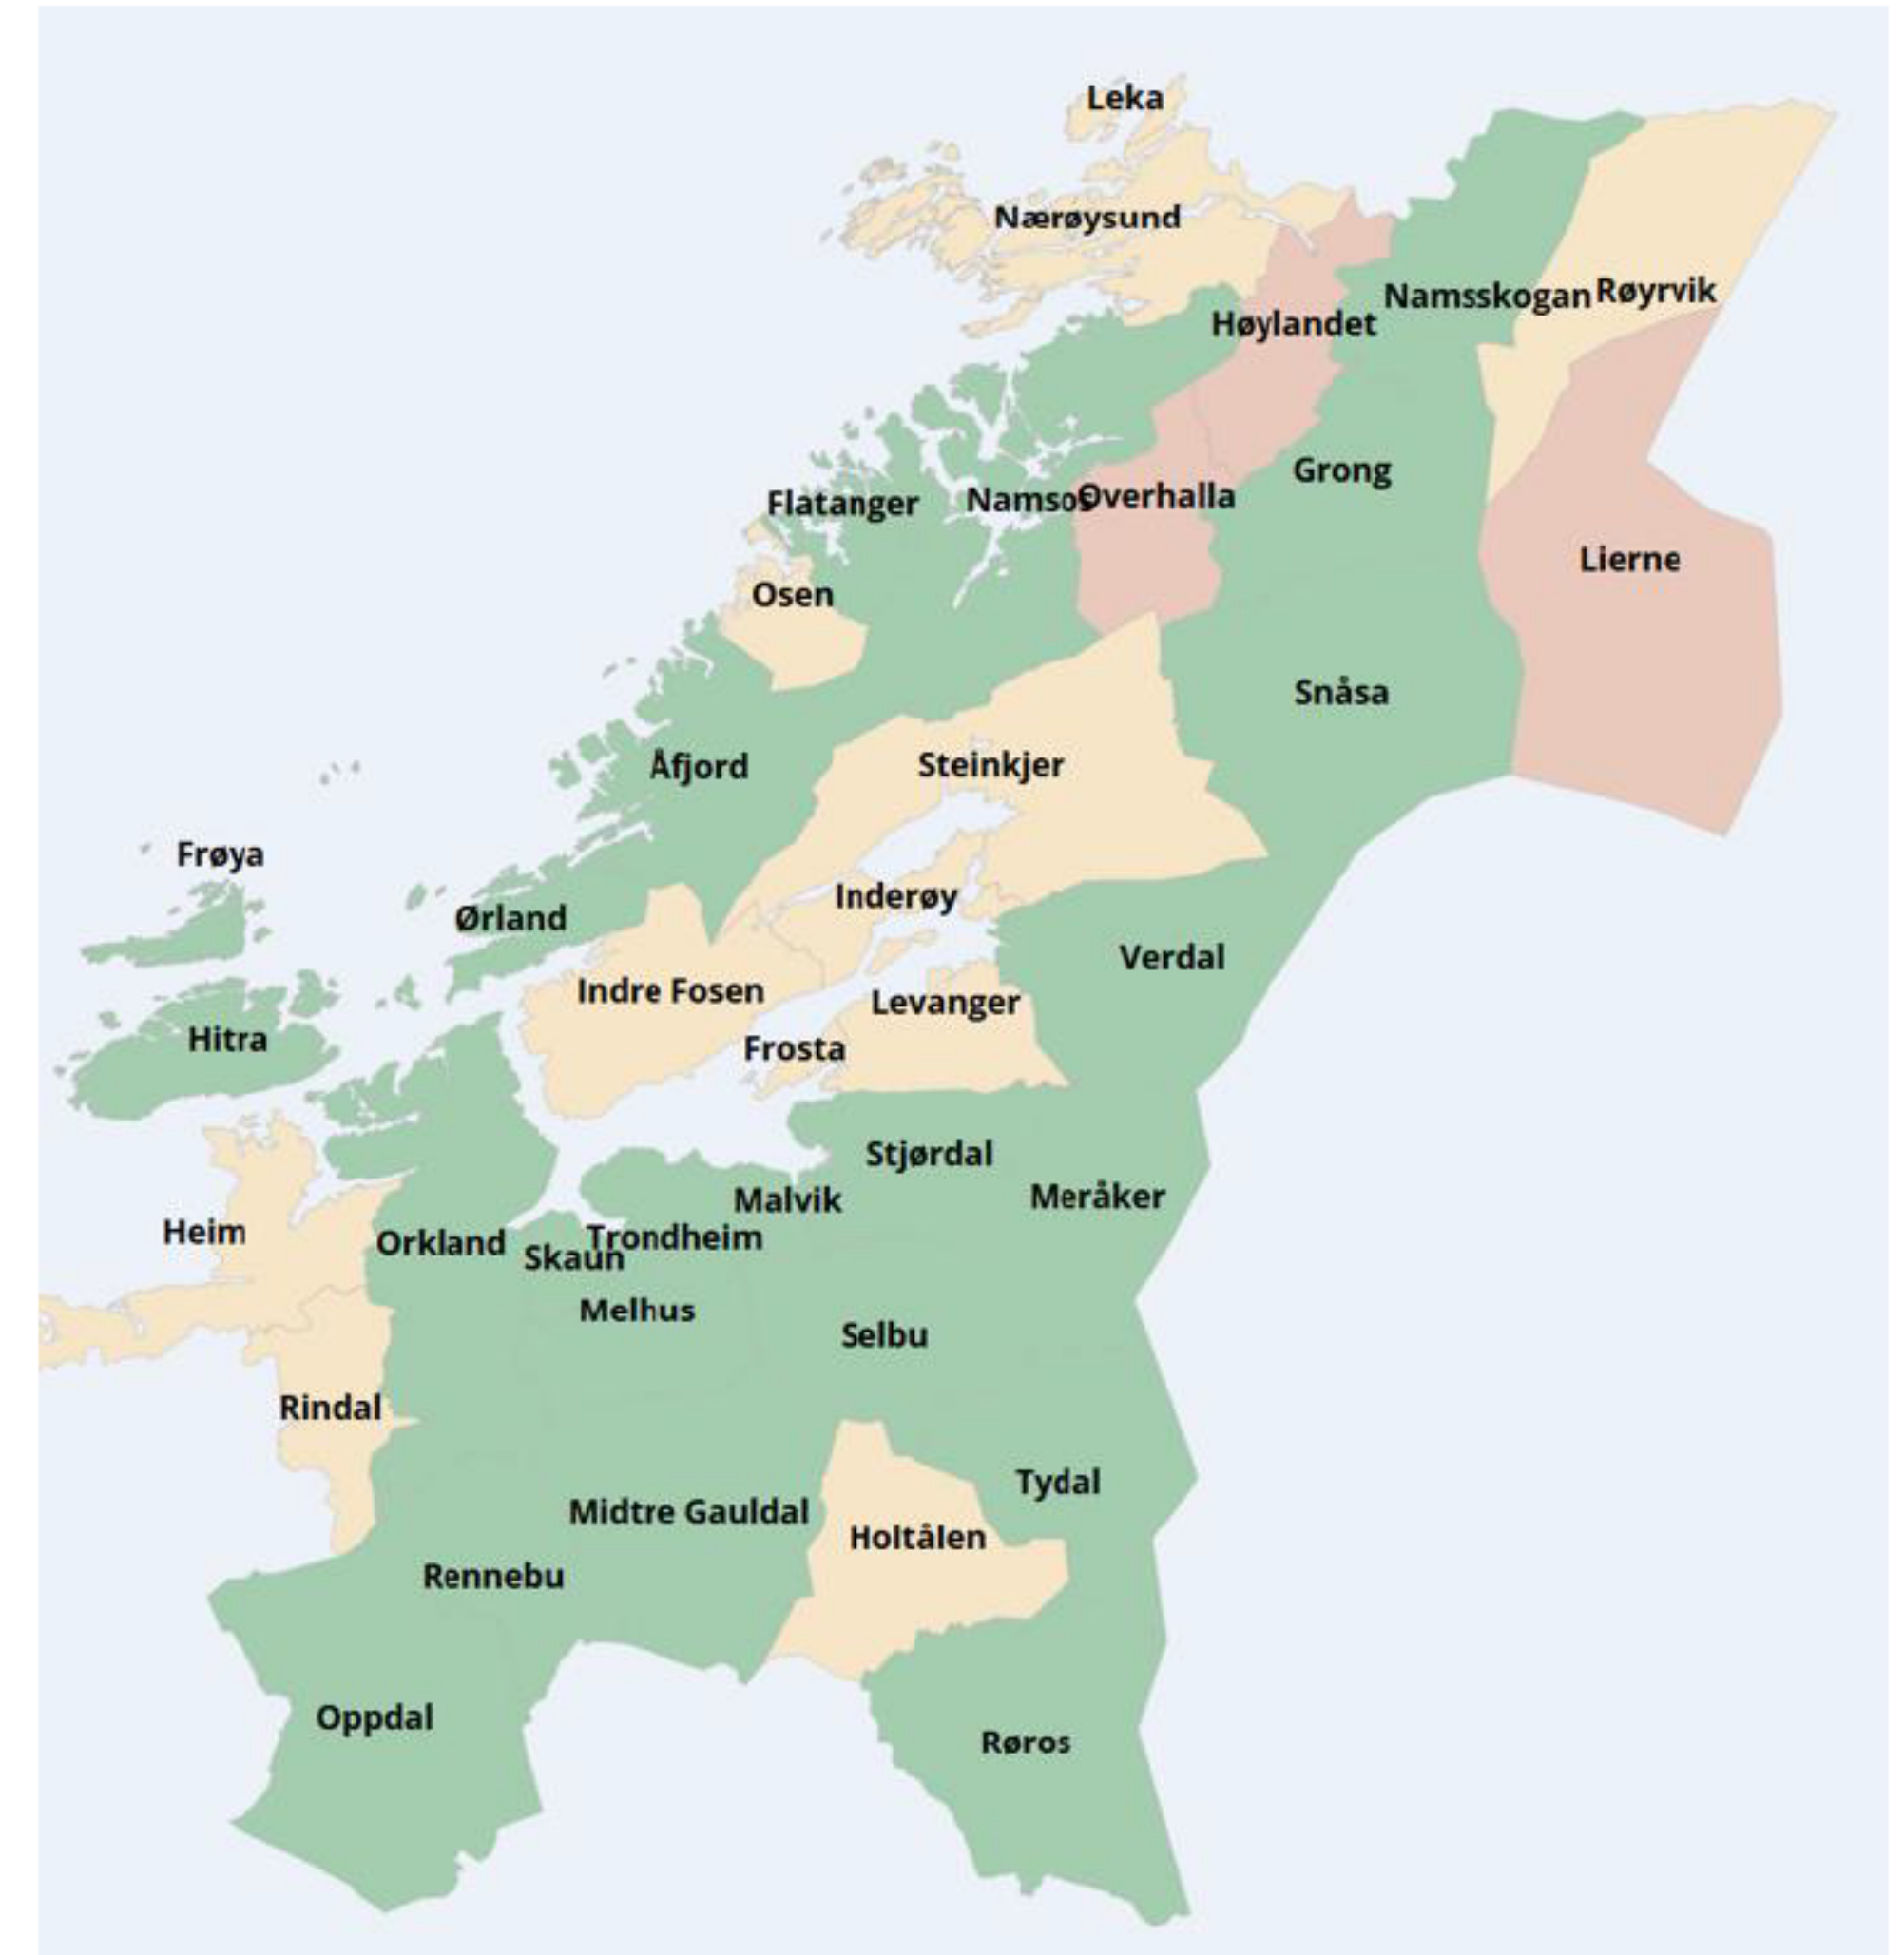 Leka
Nærøysund
Namsskogan
Røyrvik
Høylandet
Grong
Flatanger
Namsos
Overhalla
Lierne
Osen
Snåsa
Steinkjer
Åfjord
Frøya
Inderøy
Ørland
Verdal
Indre Fosen
Levanger
Hitra
Frosta
Stjørdal
Meråker
Malvik
Heim
Orkland
Trondheim
Skaun
Melhus
Selbu
Rindal
Tydal
Midtre Gauldal
Holtålen
Rennebu
Oppdal
Røros